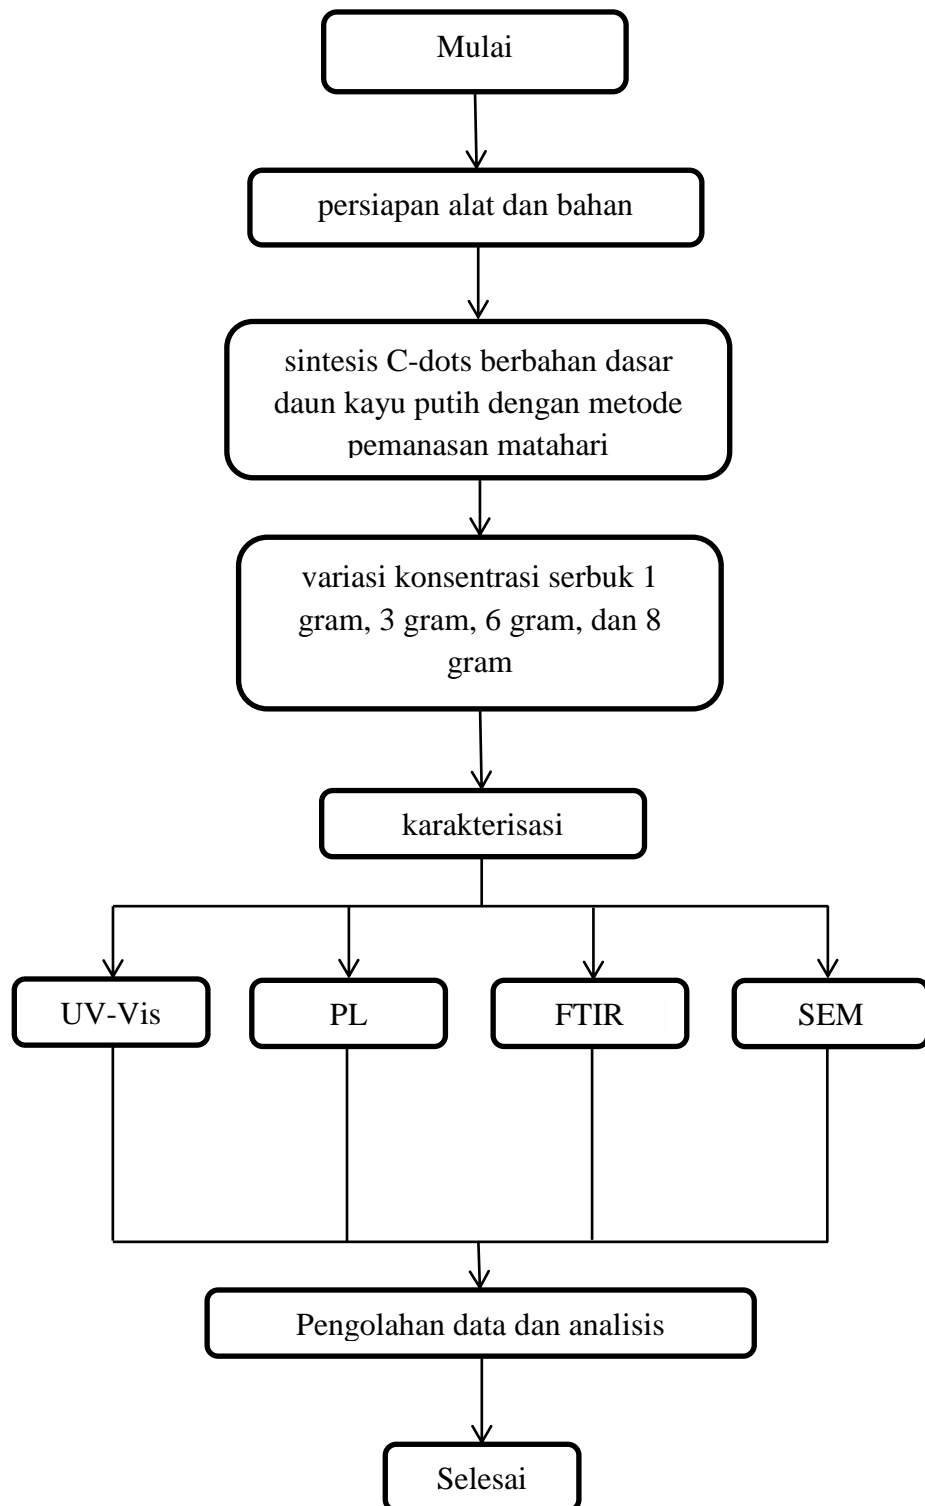 Mulai
persiapan alat dan bahan
sintesis C-dots berbahan dasar
daun kayu putih dengan metode
pemanasan matahari
variasi konsentrasi serbuk 1
gram, 3 gram, 6 gram, dan 8
gram
karakterisasi
UV-Vis
PL
FTIR
SEM
Pengolahan data dan analisis
Selesai